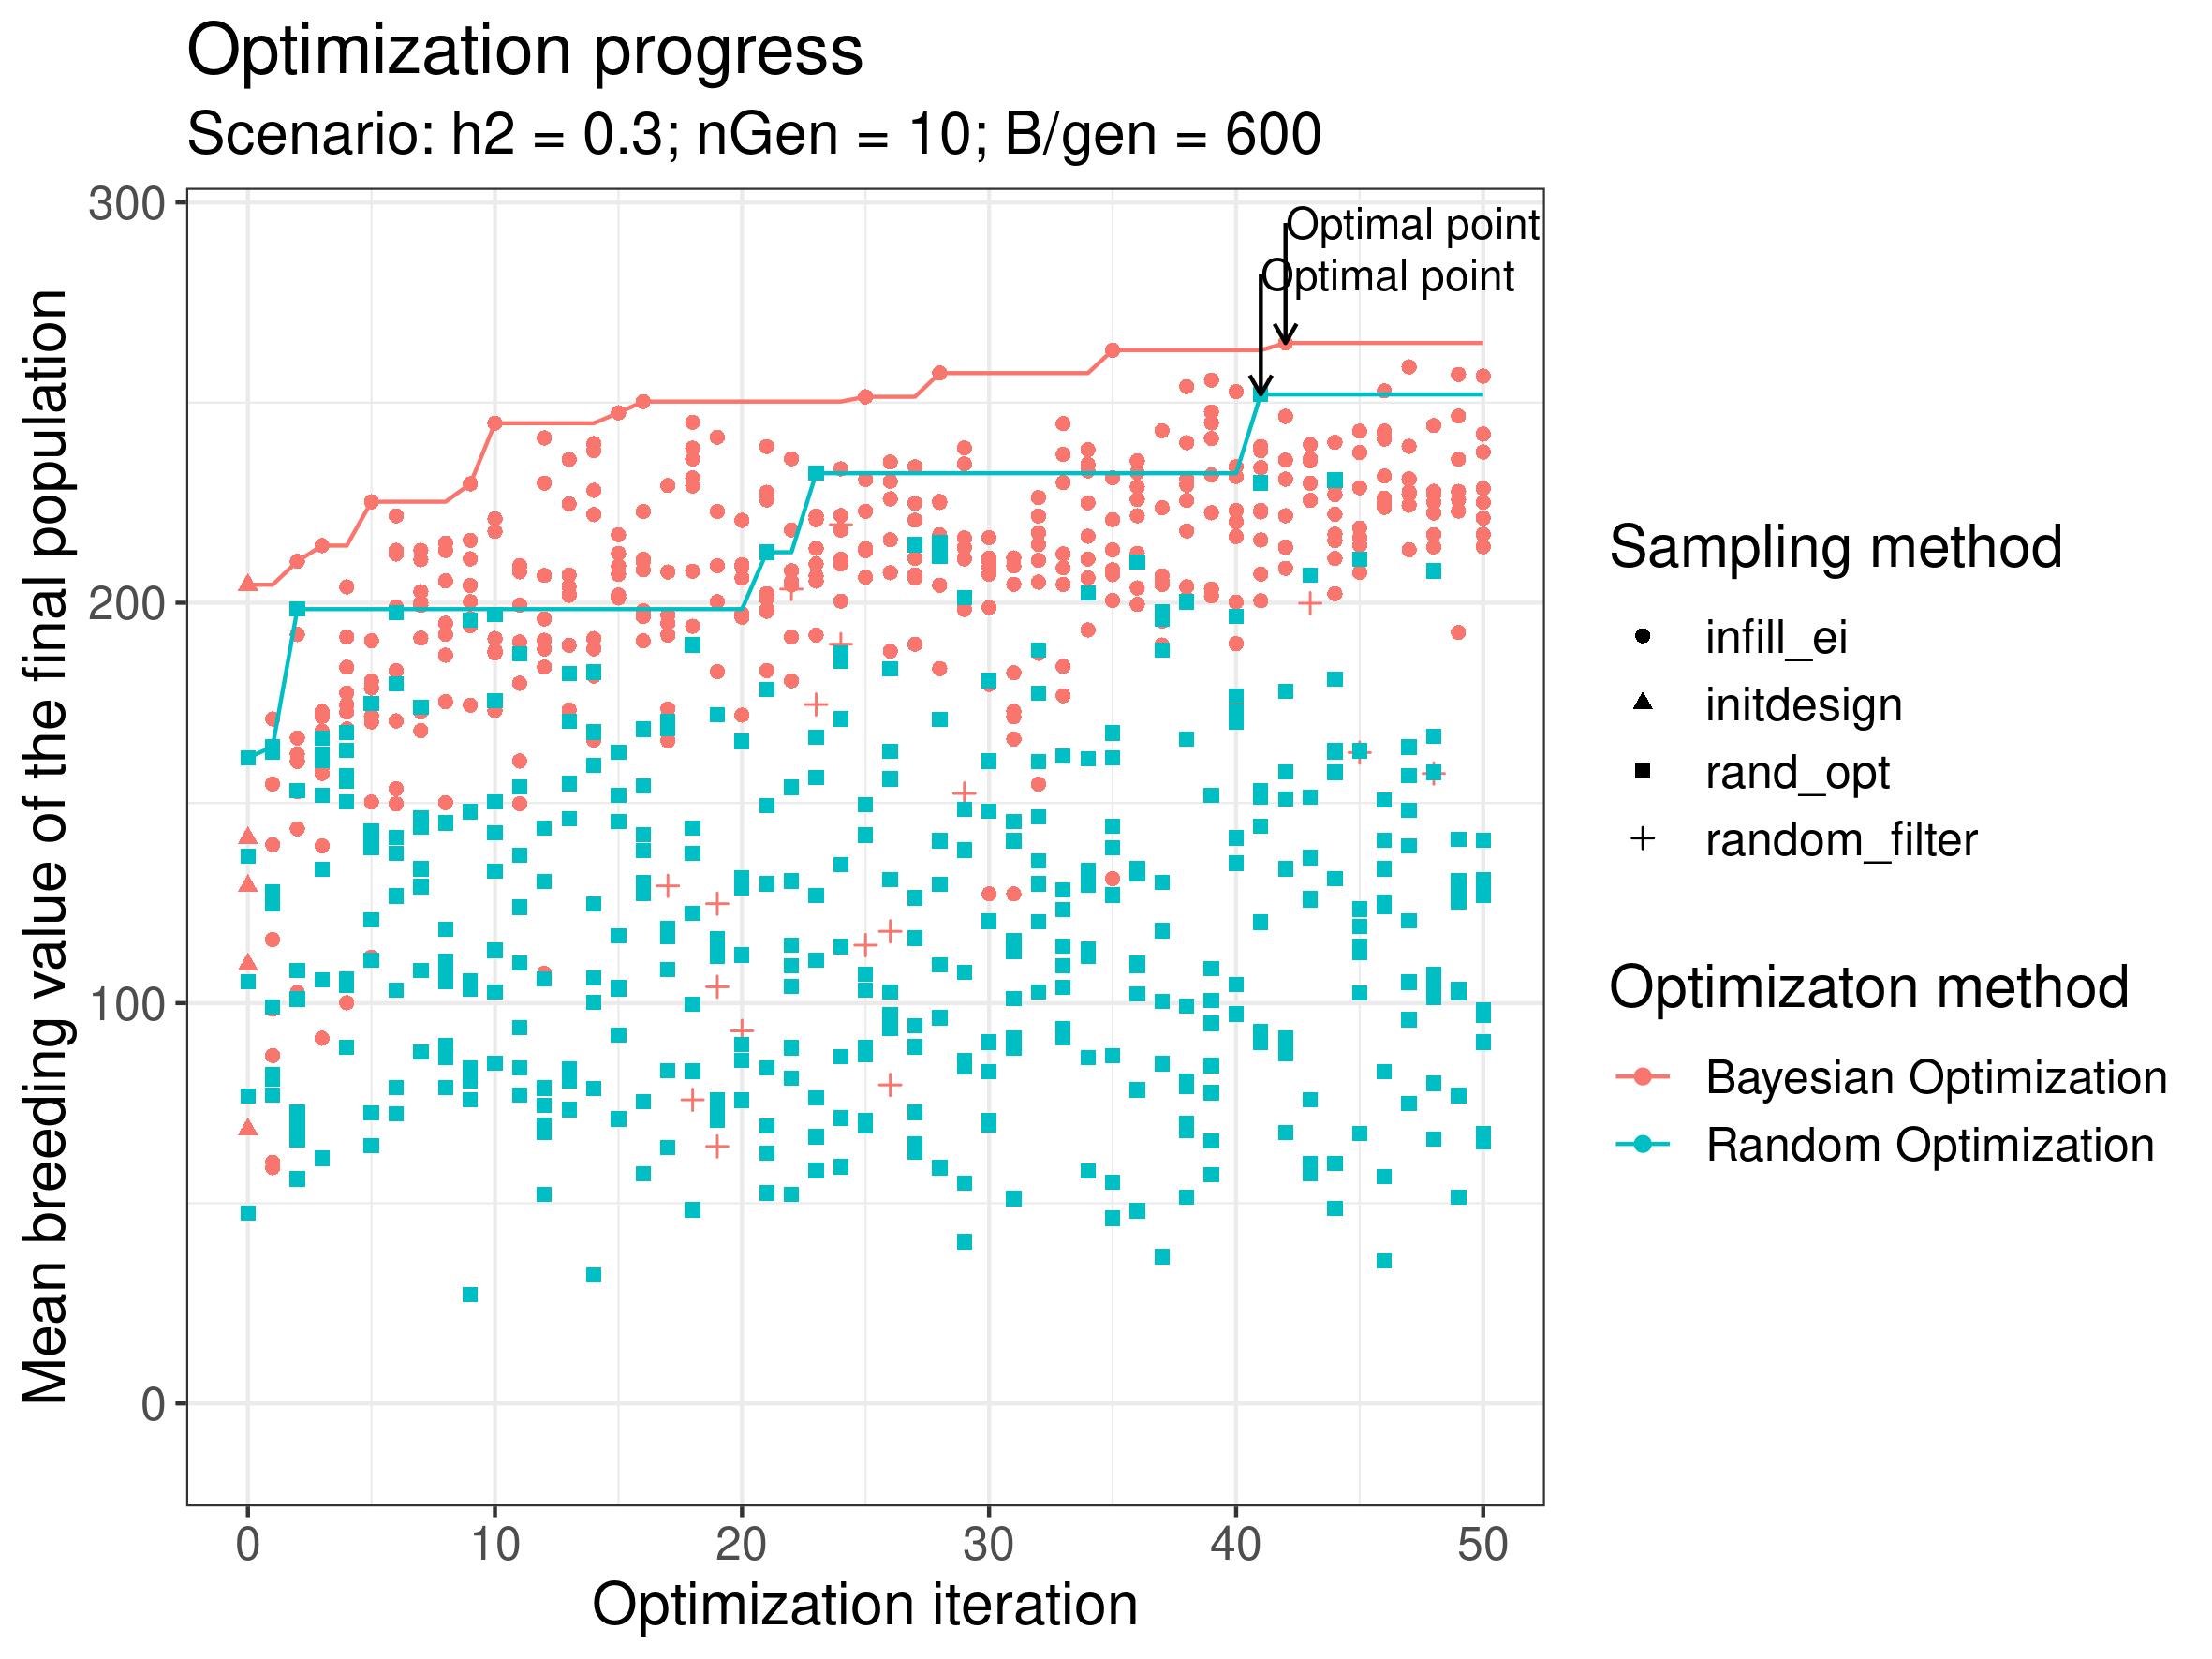 Optimization progress
Scenario: h2 = 0.3; nGen = 10; B/gen = 600
Mean breeding value of the final population
300
200
100
0
Optimal point
Optimal point
0 10 20 30 40 50
Optimization iteration
Sampling method
infill_ei
initdesign
rand_opt
random_filter
Optimizaton method
Bayesian Optimization
Random Optimization